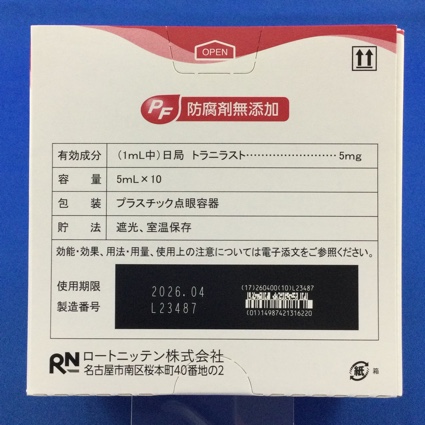 OPEN
PF 防腐剤無添加
有効成分 (1mL中)日局 トラニラスト……………………5mg
容量 5mL×10
包装 プラスチック点眼容器
貯法 遮光、室温保存
効能・効果、用法・用量、使用上の注意については電子添文をご参照ください。
使用期限 2026.04
製造番号 L23487
(17)260400(10)L23487
(01)14987421316220
RN ロートニッテン株式会社
名古屋市南区桜本町40番地の2
紙 箱